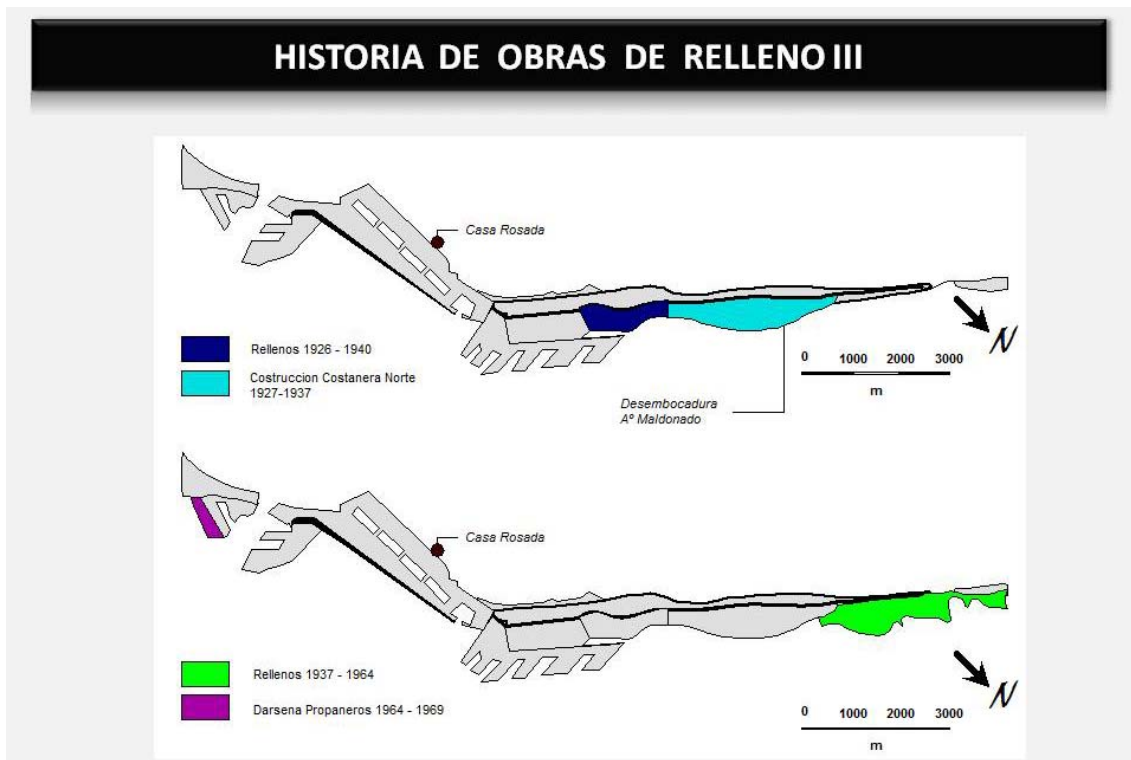 HISTORIA DE OBRAS DE RELLENO III
Casa Rosada
Rellenos 1926 - 1940
Costruccion Costanera Norte
1927-1937
Desembocadura
Aº Maldonado
0 1000 2000 3000
m
N
Casa Rosada
Rellenos 1937 - 1964
Darsena Propaneros 1964 - 1969
0 1000 2000 3000
m
N